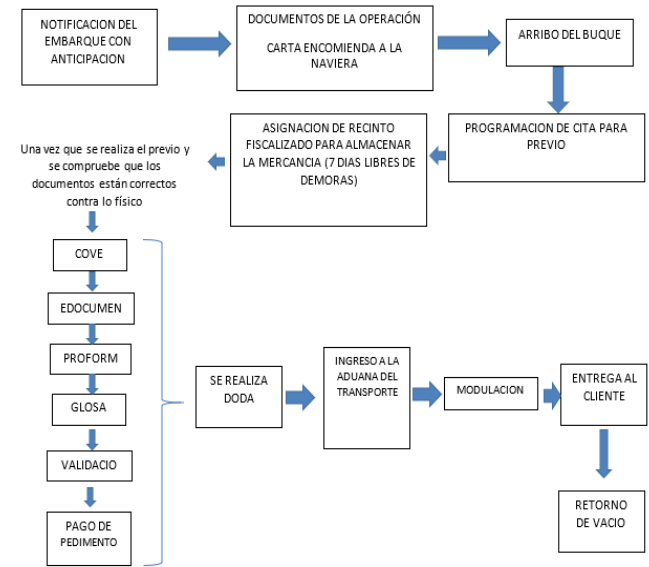 NOTIFICACION DEL
EMBARQUE CON
ANTICIPACION
DOCUMENTOS DE LA OPERACIÓN
CARTA ENCOMIENDA A LA
NAVIERA
ARRIBO DEL BUQUE
PROGRAMACION DE CITA PARA
PREVIO
ASIGNACION DE RECINTO
FISCALIZADO PARA ALMACENAR
LA MERCANCIA (7 DIAS LIBRES DE
DEMORAS)
Una vez que se realiza el previo y
se compruebe que los
documentos están correctos
contra lo físico
COVE
EDOCUMEN
PROFORM
GLOSA
VALIDACIO
PAGO DE
PEDIMENTO
SE REALIZA
DODA
INGRESO A LA
ADUANA DEL
TRANSPORTE
MODULACION
ENTREGA AL
CLIENTE
RETORNO
DE VACIO